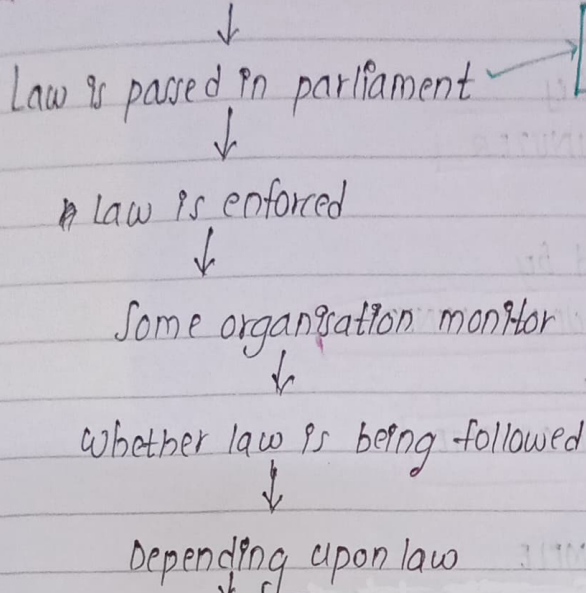 Law is passed in parliament
law is enforced
Some organisation monitor
whether law is being followed
Depending upon law